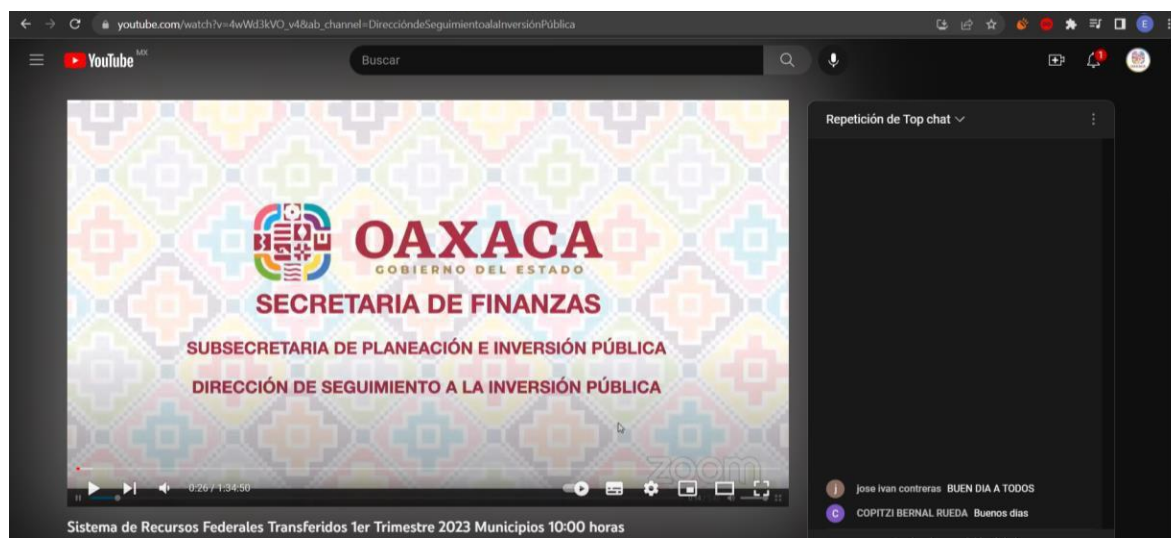 youtube.com/watch?v=4wWd3kVO_v4&ab_channel=DireccióndeSeguimientoalaInversiónPública
E
YouTube MX
Buscar
1
Repetición de Top chat
OAXACA
GOBIERNO DEL ESTADO
SECRETARIA DE FINANZAS
SUBSECRETARIA DE PLANEACIÓN E INVERSIÓN PÚBLICA
DIRECCIÓN DE SEGUIMIENTO A LA INVERSIÓN PÚBLICA
zoom
0:26 / 1:34:50
j jose ivan contreras BUEN DIA A TODOS
C COPITZI BERNAL RUEDA Buenos dias
Sistema de Recursos Federales Transferidos 1er Trimestre 2023 Municipios 10:00 horas